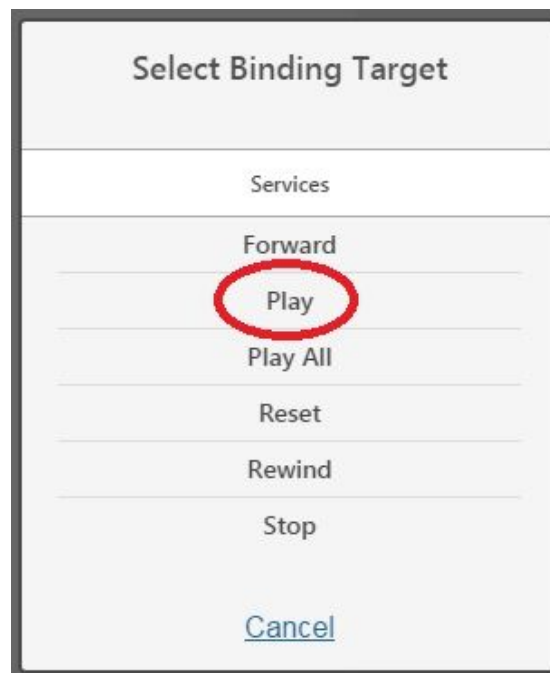 Select Binding Target
Services
Forward
Play
Play All
Reset
Rewind
Stop
Cancel